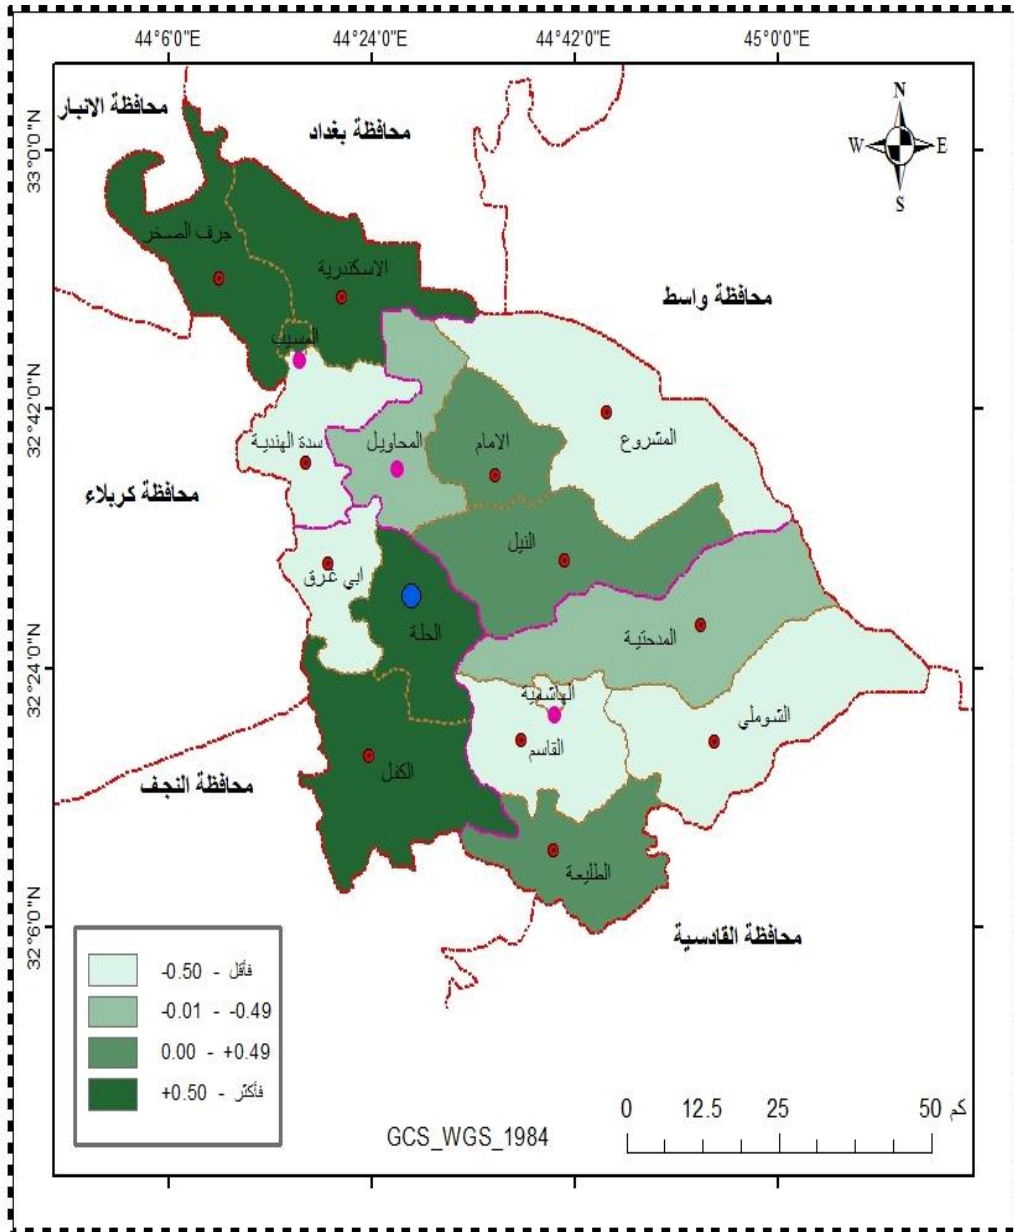 44°6'0"E
44°24'0"E
44°42'0"E
45°0'0"E
N
W
E
S
33°0'0"N
32°42'0"N
32°24'0"N
32°6'0"N
محافظة الانبار
محافظة بغداد
جرف الصخر
الاسكندرية
محافظة واسط
المسيب
سدة الهندية
المحاويل
الامام
المشروع
محافظة كربلاء
النيل
ابي غرق
الحلة
المدحتية
الهاشمية
القاسم
الشوملي
الكفل
محافظة النجف
الطليعة
محافظة القادسية
-0.50 - فأقل
-0.01 - -0.49
0.00 - +0.49
+0.50 - فأكثر
GCS_WGS_1984
0 12.5 25 50 كم